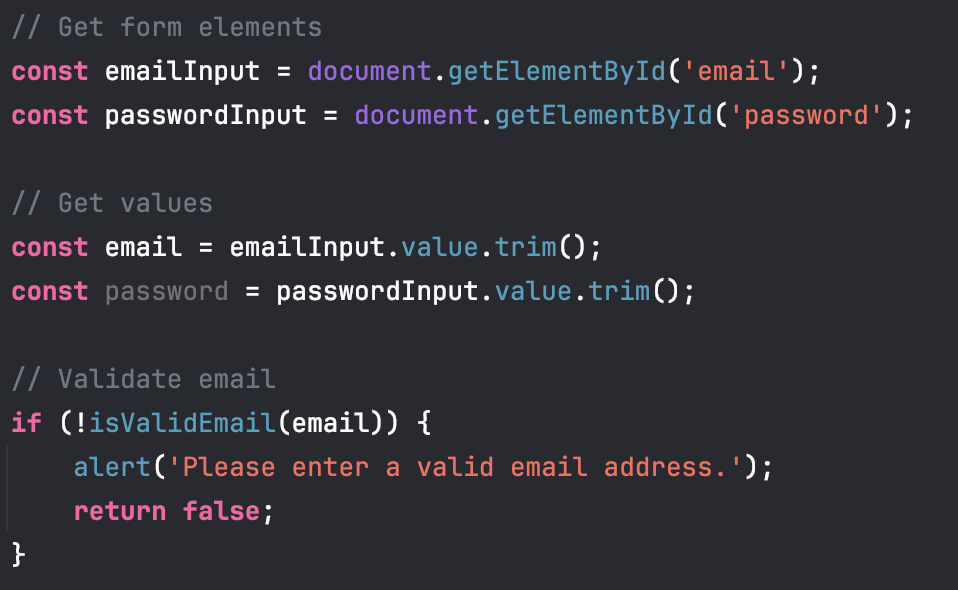 // Get form elements
const emailInput = document.getElementById('email');
const passwordInput = document.getElementById('password');
// Get values
const email = emailInput.value.trim();
const password = passwordInput.value.trim();
// Validate email
if (!isValidEmail(email)) {
    alert('Please enter a valid email address.');
    return false;
}